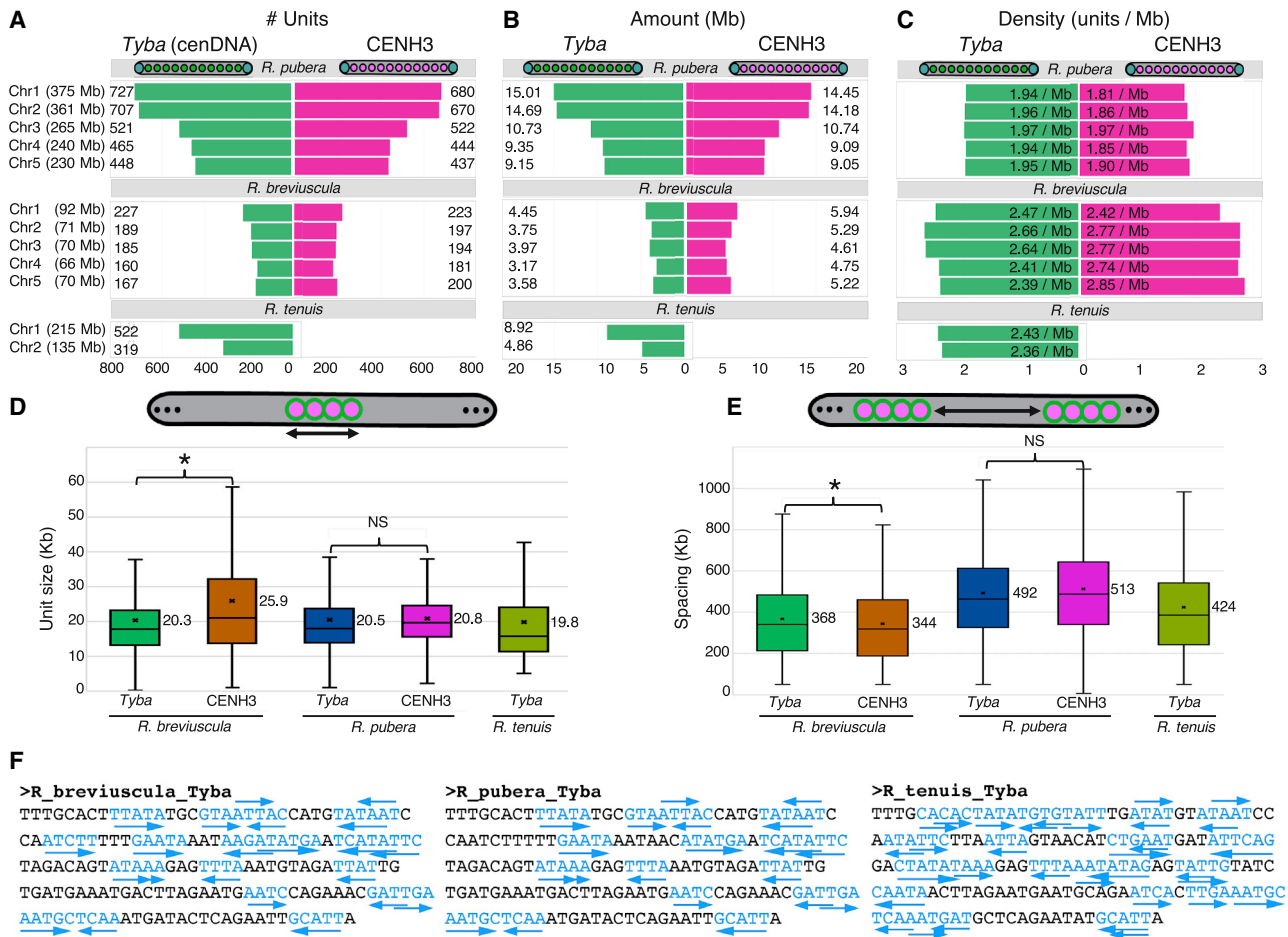 A
# Units
Tyba (cenDNA)
CENH3
R. pubera
Chr1 (375 Mb) 727 680
Chr2 (361 Mb) 707 670
Chr3 (265 Mb) 521 522
Chr4 (240 Mb) 465 444
Chr5 (230 Mb) 448 437
R. breviuscula
Chr1 (92 Mb) 227 223
Chr2 (71 Mb) 189 197
Chr3 (70 Mb) 185 194
Chr4 (66 Mb) 160 181
Chr5 (70 Mb) 167 200
R. tenuis
Chr1 (215 Mb) 522
Chr2 (135 Mb) 319
800 600 400 200 0 200 400 600 800
B
Amount (Mb)
Tyba
CENH3
R. pubera
15.01 14.45
14.69 14.18
10.73 10.74
9.35 9.09
9.15 9.05
4.45 5.94
3.75 5.29
3.97 4.61
3.17 4.75
3.58 5.22
8.92
4.86
20 15 10 5 0 5 10 15 20
C
Density (units / Mb)
Tyba
CENH3
R. pubera
1.94 / Mb 1.81 / Mb
1.96 / Mb 1.86 / Mb
1.97 / Mb 1.97 / Mb
1.94 / Mb 1.85 / Mb
1.95 / Mb 1.90 / Mb
R. breviuscula
2.47 / Mb 2.42 / Mb
2.66 / Mb 2.77 / Mb
2.64 / Mb 2.77 / Mb
2.41 / Mb 2.74 / Mb
2.39 / Mb 2.85 / Mb
R. tenuis
2.43 / Mb
2.36 / Mb
3 2 1 0 1 2 3
D
*
NS
Unit size (Kb)
60
50
40
30
20
10
0
20.3
25.9
20.5
20.8
19.8
Tyba CENH3 Tyba CENH3 Tyba
R. breviuscula R. pubera R. tenuis
E
NS
*
Spacing (Kb)
1000
800
600
400
200
0
368
344
492
513
424
Tyba CENH3 Tyba CENH3 Tyba
R. breviuscula R. pubera R. tenuis
F
>R_breviuscula_Tyba
TTTGCACTTTATATGCGTAATTACCATGTATAATC
CAATCTTTTTGAATAAATAAGATATGAATCATATTC
TAGACAGTATAAAGAGTTTAAATGTAGATTATTG
TGATGAAATGACTTAGAATGAATCCAGAAACGATTGA
AATGCTCAAATGATACTCAGAATTGCATTA
>R_pubera_Tyba
TTTGCACTTTATATGCGTAATTACCATGTATAATC
CAATCTTTTTGAATAAATAACATATGAATCATATTC
TAGACAGTATAAAGAGTTTAAATGTAGATTATTG
TGATGAAATGACTTAGAATGAATCCAGAAACGATTGA
AATGCTCAAATGATACTCAGAATTGCATTA
>R_tenuis_Tyba
TTTGCACACTATATGTGTATTTGATATGTATAATCC
AATATTCTTAATTAGTAACATCTGAATGATATTCAG
GACTATATAAAGAGTTTAAATATAGAGTATTGTATC
CAATAACTTAGAATGAATGCAGAATCACTTGAAATGC
TCAAATGATGCTCAGAATATGCATTA